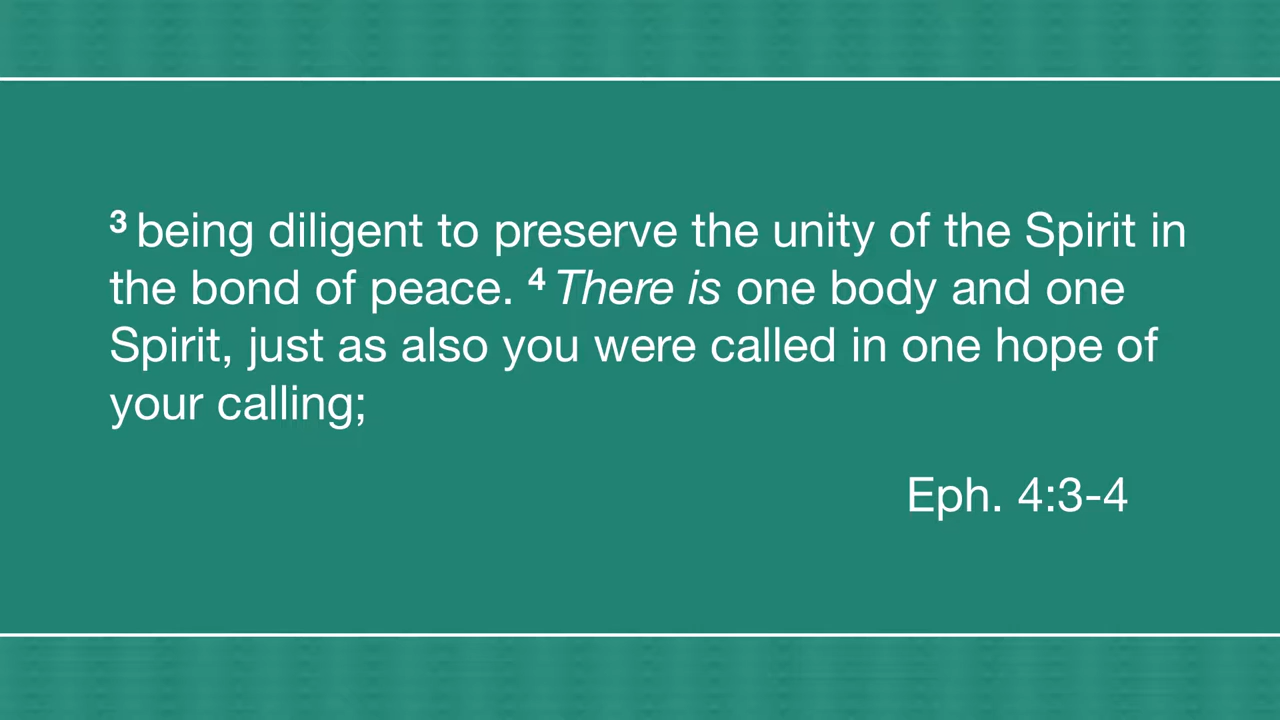 3 being diligent to preserve the unity of the Spirit in
the bond of peace. 4 There is one body and one
Spirit, just as also you were called in one hope of
your calling;
Eph. 4:3-4